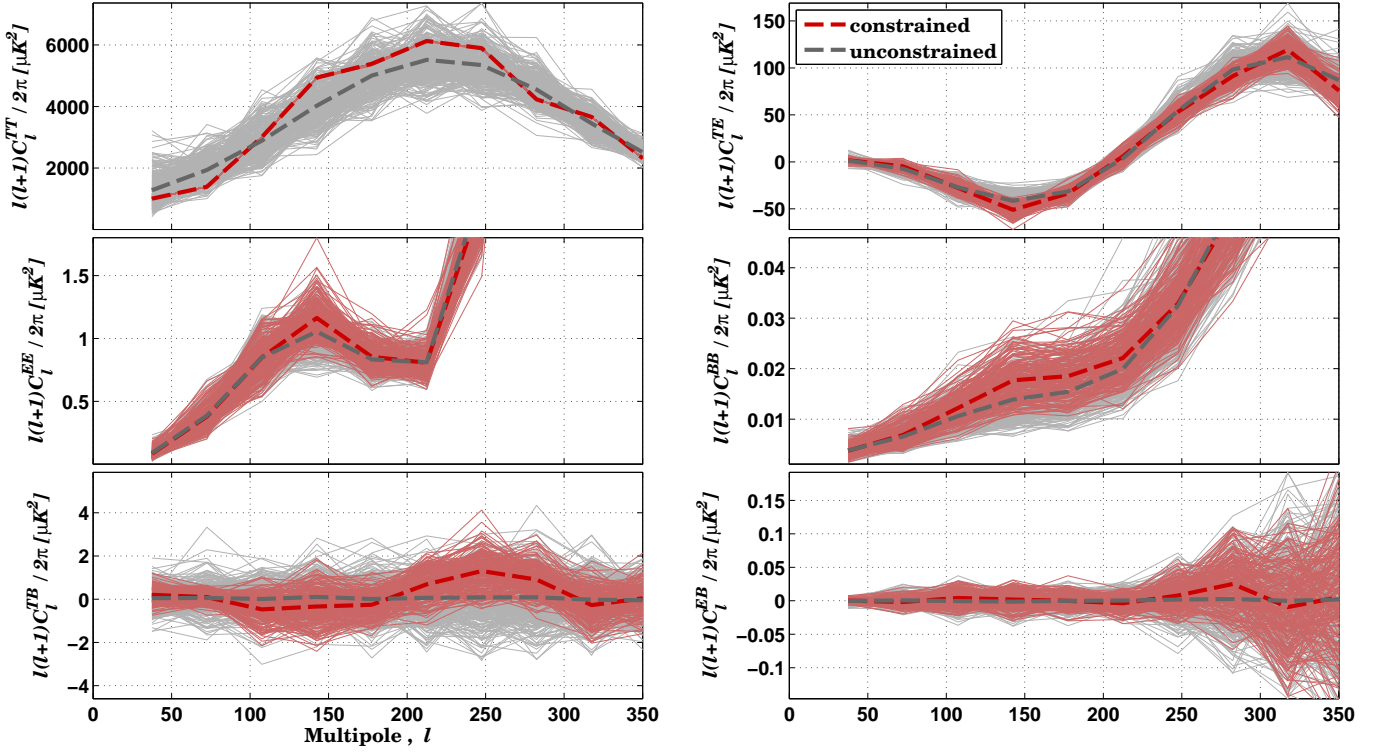 6000
4000
2000
l(l+1)C_l^{TT} / 2π [μK²]
150
100
50
0
−50
l(l+1)C_l^{TE} / 2π [μK²]
constrained
unconstrained
1.5
1
0.5
l(l+1)C_l^{EE} / 2π [μK²]
0.04
0.03
0.02
0.01
l(l+1)C_l^{BB} / 2π [μK²]
4
2
0
−2
−4
l(l+1)C_l^{TB} / 2π [μK²]
0 50 100 150 200 250 300 350
Multipole , l
0.15
0.1
0.05
0
−0.05
−0.1
l(l+1)C_l^{EB} / 2π [μK²]
0 50 100 150 200 250 300 350